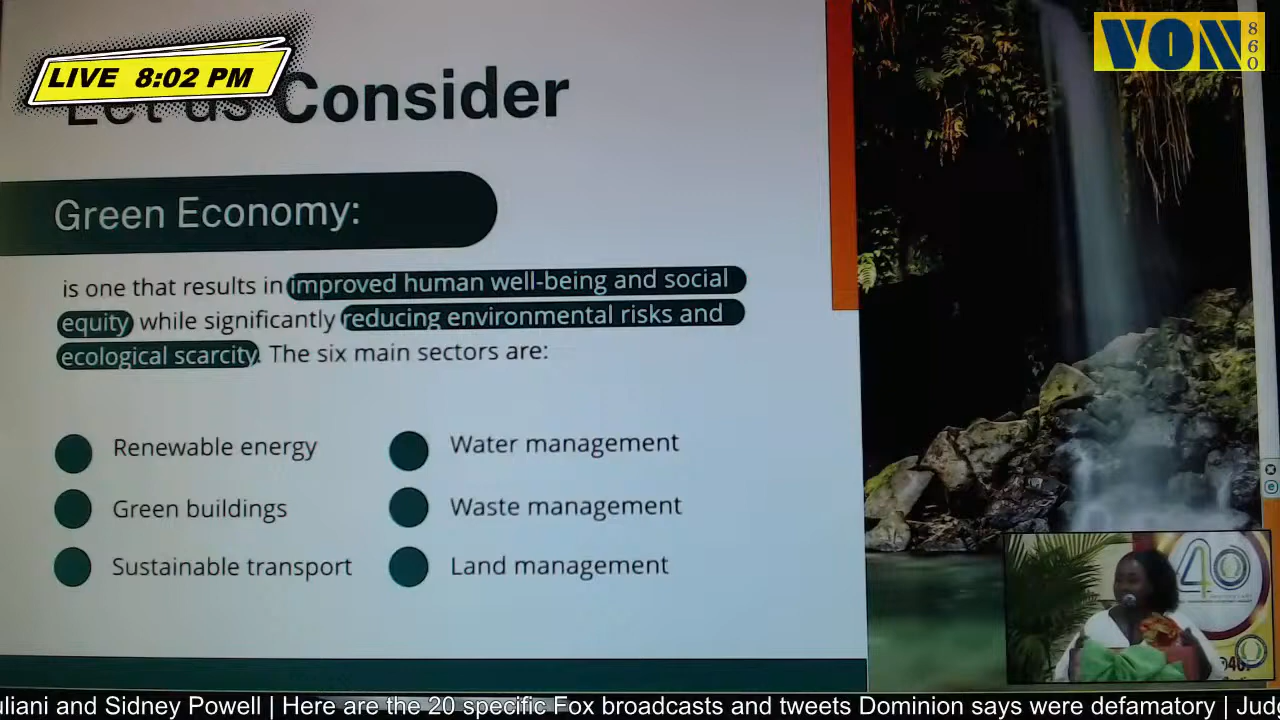 LIVE 8:02 PM
VON
860
Let us Consider
Green Economy:
is one that results in improved human well-being and social
equity while significantly reducing environmental risks and
ecological scarcity. The six main sectors are:
Renewable energy
Water management
Green buildings
Waste management
Sustainable transport
Land management
40
uliani and Sidney Powell | Here are the 20 specific Fox broadcasts and tweets Dominion says were defamatory | Jud